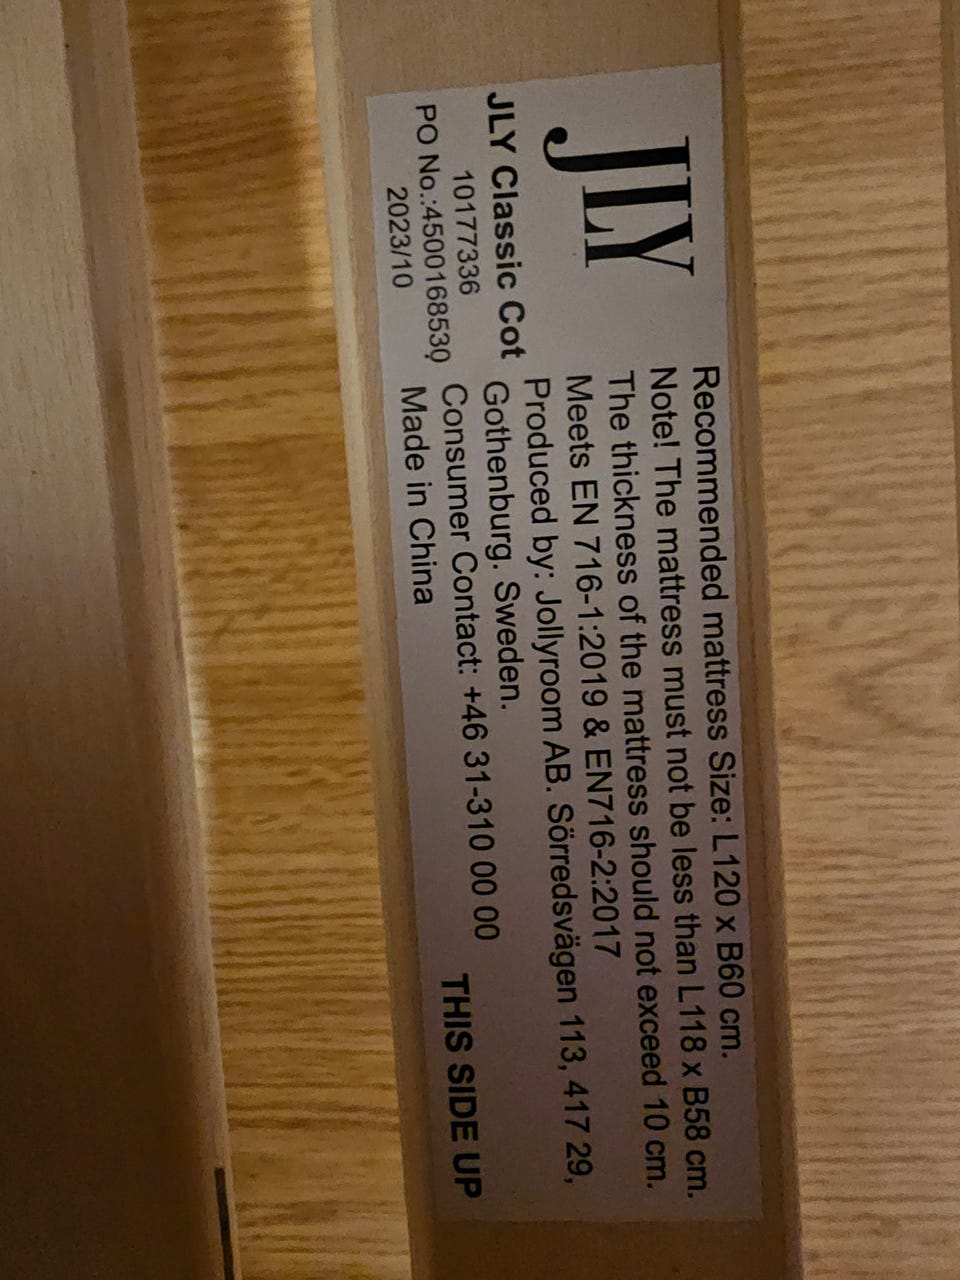 JLY
JLY Classic Cot
10177336
PO No.:4500168530
2023/10
Recommended mattress Size: L120 x B60 cm.
Note! The mattress must not be less than L118 x B58 cm.
The thickness of the mattress should not exceed 10 cm.
Meets EN 716-1:2019 & EN716-2:2017
Produced by: Jollyroom AB. Sörredsvägen 113, 417 29,
Gothenburg. Sweden.
Consumer Contact: +46 31-310 00 00
Made in China
THIS SIDE UP